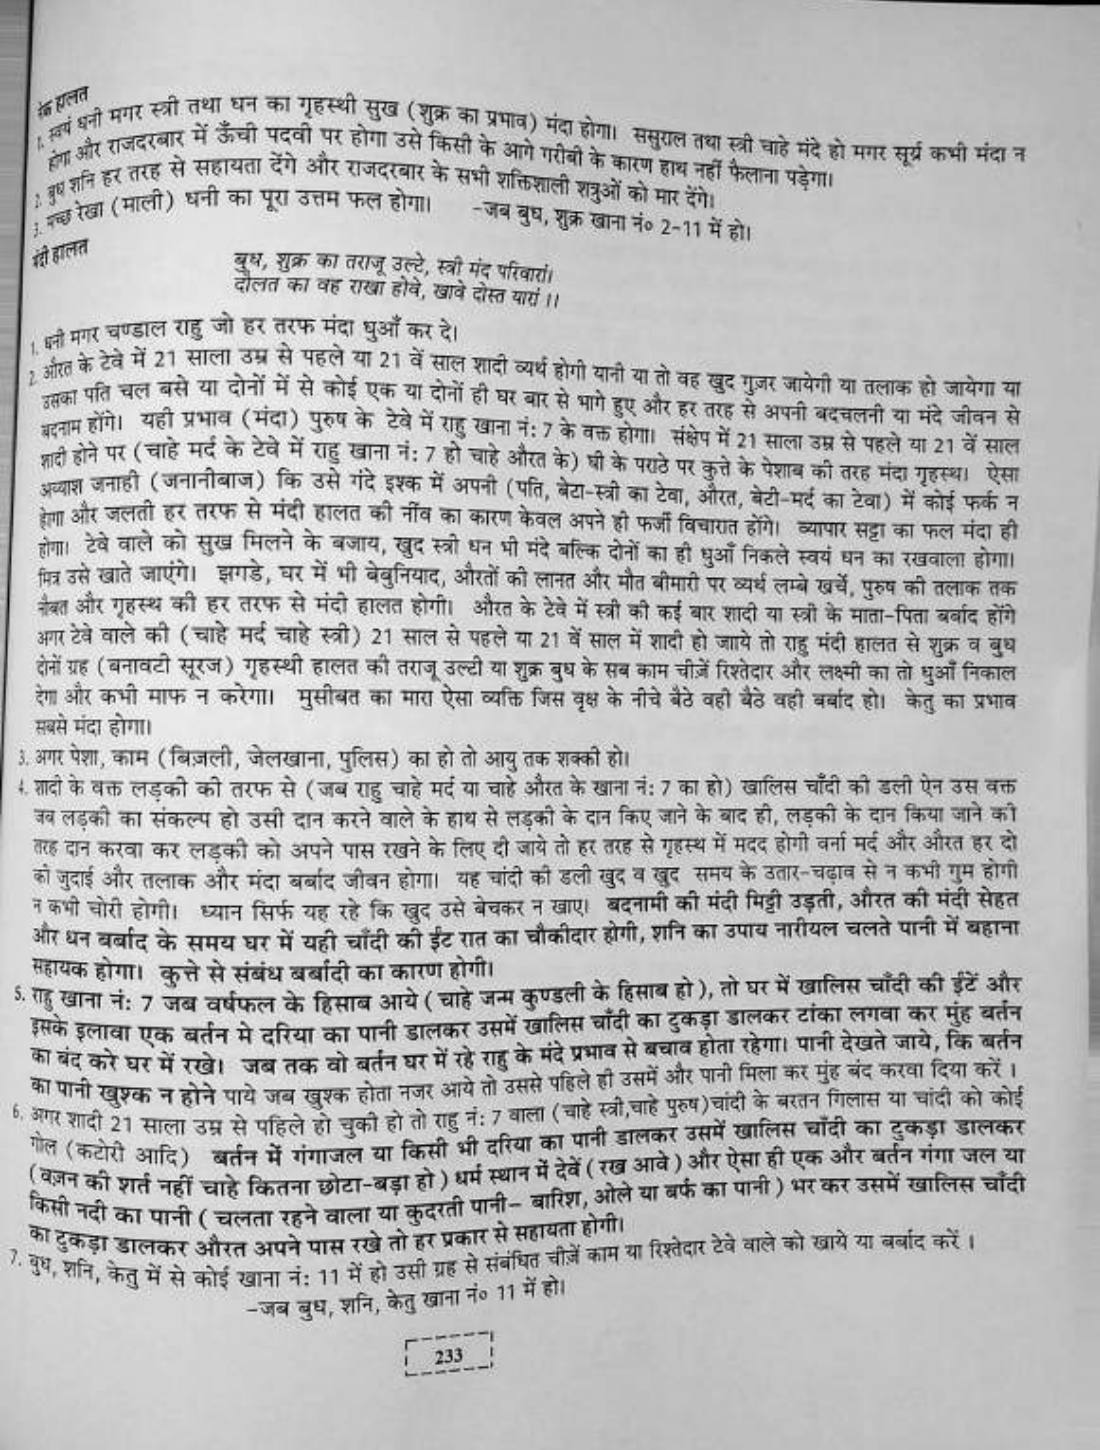 नेक हालत
1. स्वयं धनी मगर स्त्री तथा धन का गृहस्थी सुख (शुक्र का प्रभाव) मंदा होगा। ससुराल तथा स्त्री चाहे मंदे हो मगर सूर्य्र कभी मंदा न
होगा और राजदरबार में ऊँची पदवी पर होगा उसे किसी के आगे गरीबी के कारण हाथ नहीं फैलाना पड़ेगा।
2. बुध शनि हर तरह से सहायता देंगे और राजदरबार के सभी शक्तिशाली शत्रुओं को मार देंगे।
3. मच्छ रेखा (माली) धनी का पूरा उत्तम फल होगा। -जब बुध, शुक्र खाना नं० 2-11 में हो।
मंदी हालत
बुध, शुक्र का तराजू उल्टे, स्त्री मंद परिवारां।
दौलत का वह राखा होवे, खावे दोस्त यारां ।।
1. धनी मगर चण्डाल राहु जो हर तरफ मंदा धुआँ कर दे।
2. औरत के टेवे में 21 साला उम्र से पहले या 21 वें साल शादी व्यर्थ होगी यानी या तो वह खुद गुज़र जायेगी या तलाक हो जायेगा या
उसका पति चल बसे या दोनों में से कोई एक या दोनों ही घर बार से भागे हुए और हर तरह से अपनी बदचलनी या मंदे जीवन से
बदनाम होंगे। यही प्रभाव (मंदा) पुरुष के टेवे में राहु खाना नं: 7 के वक्त होगा। संक्षेप में 21 साला उम्र से पहले या 21 वें साल
शादी होने पर (चाहे मर्द के टेवे में राहु खाना नं: 7 हो चाहे औरत के) घी के पराठे पर कुत्ते के पेशाब की तरह मंदा गृहस्थ। ऐसा
अय्याश जनाही (जनानीबाज) कि उसे गंदे इश्क में अपनी (पति, बेटा-स्त्री का टेवा, औरत, बेटी-मर्द का टेवा) में कोई फर्क न
होगा और जलती हर तरफ से मंदी हालत की नींव का कारण केवल अपने ही फर्जी विचारात होंगे। व्यापार सट्टा का फल मंदा ही
होगा। टेवे वाले को सुख मिलने के बजाय, खुद स्त्री धन भी मंदे बल्कि दोनों का ही धुआँ निकले स्वयं धन का रखवाला होगा।
मित्र उसे खाते जाएंगे। झगडे, घर में भी बेबुनियाद, औरतों की लानत और मौत बीमारी पर व्यर्थ लम्बे खर्चे, पुरुष की तलाक तक
नौबत और गृहस्थ की हर तरफ से मंदी हालत होगी। औरत के टेवे में स्त्री की कई बार शादी या स्त्री के माता-पिता बर्बाद होंगे
अगर टेवे वाले की (चाहे मर्द चाहे स्त्री) 21 साल से पहले या 21 वें साल में शादी हो जााये तो राहु मंदी हालत से शुक्र व बुध
दोनों ग्रह (बनावटी सूरज) गृहस्थी हालत की तराजू उल्टी या शुक्र बुध के सब काम चीज़ें रिश्तेदार और लक्ष्मी का तो धुआँ निकाल
देगा और कभी माफ न करेगा। मुसीबत का मारा ऐसा व्यक्ति जिस वृक्ष के नीचे बैठे वही बैठे वही बर्बाद हो। केतु का प्रभाव
सबसे मंदा होगा।
3. अगर पेशा, काम (बिज़ली, जेलखाना, पुलिस) का हो तो आयु तक शक्की हो।
4. शादी के वक्त लड़की की तरफ से (जब राहु चाहे मर्द या चाहे औरत के खाना नं: 7 का हो) खालिस चाँदी की डली ऐन उस वक्त
जब लड़की का संकल्प हो उसी दान करने वाले के हाथ से लड़की के दान किए जाने के बाद ही, लड़की के दान किया जाने की
तरह दान करवा कर लड़की को अपने पास रखने के लिए दी जाये तो हर तरह से गृहस्थ में मदद होगी वर्ना मर्द और औरत हर दो
की जुदाई और तलाक और मंदा बर्बाद जीवन होगा। यह चांदी की डली खुद व खुद समय के उतार-चढ़ाव से न कभी गुम होगी
न कभी चोरी होगी। ध्यान सिर्फ यह रहे कि खुद उसे बेचकर न खाए। बदनामी की मंदी मिट्टी उड़ती, औरत की मंदी सेहत
और धन बर्बाद के समय घर में यही चाँदी की ईंट रात का चौकीदार होगी, शनि का उपाय नारीयल चलते पानी में बहाना
सहायक होगा। कुत्ते से संबंध बर्बादी का कारण होगी।
5. राहु खाना नं: 7 जब वर्षफल के हिसाब आये (चाहे जन्म कुण्डली के हिसाब हो), तो घर में खालिस चाँदी की ईटें और
इसके इलावा एक बर्तन मे दरिया का पानी डालकर उसमें खालिस चाँदी का टुकड़ा डालकर टांका लगवा कर मुंह बर्तन
का बंद करे घर में रखे। जब तक वो बर्तन घर में रहे राहु के मंदे प्रभाव से बचाव होता रहेगा। पानी देखते जाये, कि बर्तन
का पानी खुश्क न होने पाये जब खुश्क होता नजर आये तो उससे पहिले ही उसमें और पानी मिला कर मुंह बंद करवा दिया करें ।
6. अगर शादी 21 साला उम्र से पहिले हो चुकी हो तो राहु नं: 7 वाला (चाहे स्त्री,चाहे पुरुष)चांदी के बरतन गिलास या चांदी को कोई
गोल (कटोरी आदि) बर्तन में गंगाजल या किसी भी दरिया का पानी डालकर उसमें खालिस चाँदी का टुकड़ा डालकर
(वज़न की शर्त नहीं चाहे कितना छोटा-बड़ा हो) धर्म स्थान में देवें (रख आवे) और ऐसा ही एक और बर्तन गंगा जल या
किसी नदी का पानी (चलता रहने वाला या कुदरती पानी- बारिश, ओले या बर्फ का पानी) भर कर उसमें खालिस चाँदी
का टुकड़ा डालकर औरत अपने पास रखे तो हर प्रकार से सहायता होगी।
7. बुध, शनि, केतु में से कोई खाना नं: 11 में हो उसी ग्रह से संबंधित चीज़ें काम या रिश्तेदार टेवे वाले को खाये या बर्बाद करें ।
-जब बुध, शनि, केतु खाना नं० 11 में हो।
233